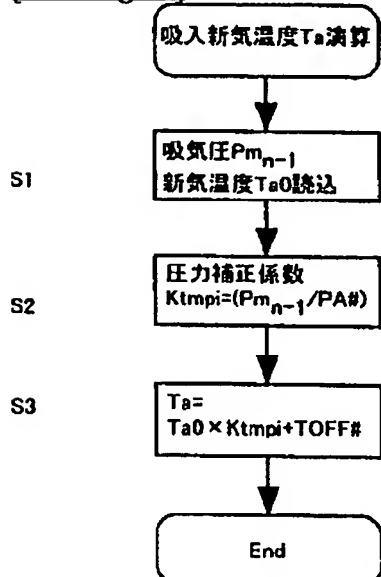 吸入新気温度Ta演算
S1
吸気圧Pmn-1
新気温度Ta0読込
S2
圧力補正係数
Ktmpi=(Pmn-1/PA#)
S3
Ta=
Ta0×Ktmpi+TOFF#
End